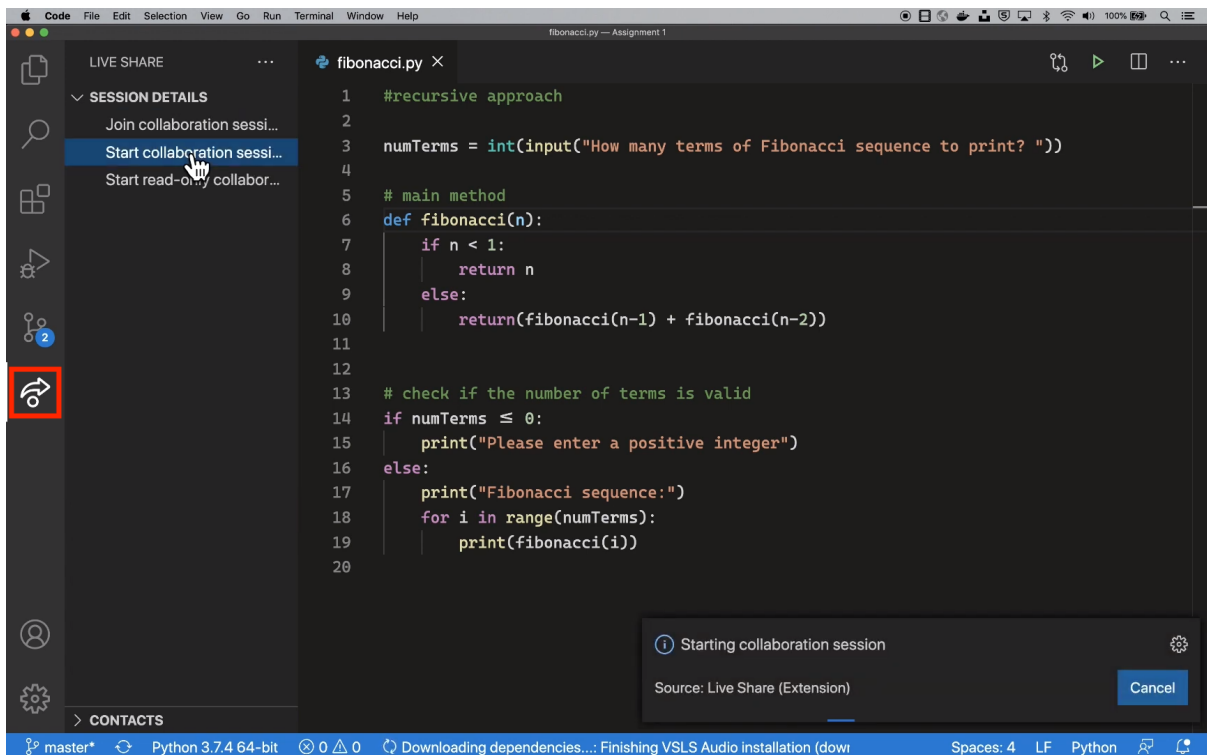 Code File Edit Selection View Go Run Terminal Window Help 100%
fibonacci.py — Assignment 1
LIVE SHARE ...
SESSION DETAILS
Join collaboration sessi...
Start collaboration sessi...
Start read-only collabor...
2
CONTACTS
fibonacci.py ×
1 #recursive approach
2
3 numTerms = int(input("How many terms of Fibonacci sequence to print? "))
4
5 # main method
6 def fibonacci(n):
7 if n < 1:
8 return n
9 else:
10 return(fibonacci(n-1) + fibonacci(n-2))
11
12
13 # check if the number of terms is valid
14 if numTerms ≤ 0:
15 print("Please enter a positive integer")
16 else:
17 print("Fibonacci sequence:")
18 for i in range(numTerms):
19 print(fibonacci(i))
20
Starting collaboration session
Source: Live Share (Extension)
Cancel
master* Python 3.7.4 64-bit 0 0 Downloading dependencies...: Finishing VSLS Audio installation (down Spaces: 4 LF Python